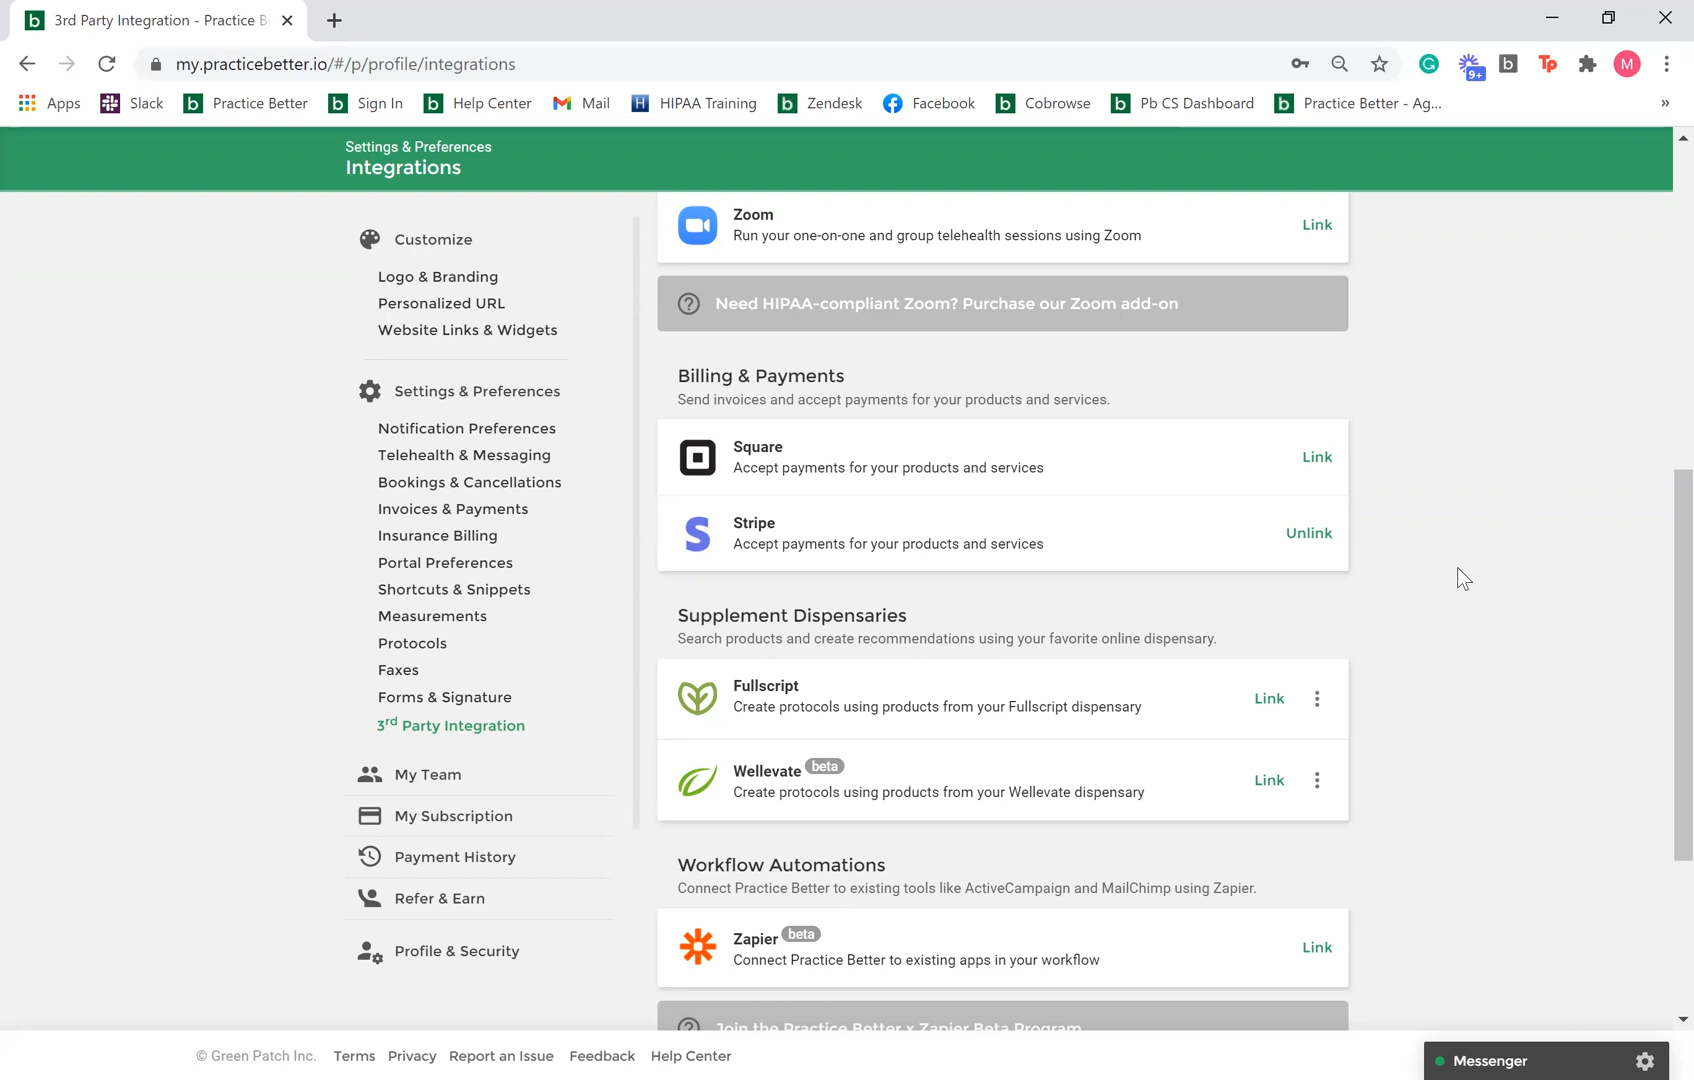 3rd Party Integration - Practice B
my.practicebetter.io/#/p/profile/integrations
9+
b
Tp
M
Apps
Slack
Practice Better
Sign In
Help Center
Mail
HIPAA Training
Zendesk
Facebook
Cobrowse
Pb CS Dashboard
Practice Better - Ag...
»
Settings & Preferences
Integrations
Customize
Logo & Branding
Personalized URL
Website Links & Widgets
Settings & Preferences
Notification Preferences
Telehealth & Messaging
Bookings & Cancellations
Invoices & Payments
Insurance Billing
Portal Preferences
Shortcuts & Snippets
Measurements
Protocols
Faxes
Forms & Signature
3rd Party Integration
My Team
My Subscription
Payment History
Refer & Earn
Profile & Security
Zoom
Link
Run your one-on-one and group telehealth sessions using Zoom
Need HIPAA-compliant Zoom? Purchase our Zoom add-on
Billing & Payments
Send invoices and accept payments for your products and services.
Square
Link
Accept payments for your products and services
Stripe
Unlink
Accept payments for your products and services
Supplement Dispensaries
Search products and create recommendations using your favorite online dispensary.
Fullscript
Link
Create protocols using products from your Fullscript dispensary
Wellevate beta
Link
Create protocols using products from your Wellevate dispensary
Workflow Automations
Connect Practice Better to existing tools like ActiveCampaign and MailChimp using Zapier.
Zapier beta
Link
Connect Practice Better to existing apps in your workflow
Join the Practice Better x Zapier Beta Program
© Green Patch Inc.
Terms
Privacy
Report an Issue
Feedback
Help Center
Messenger